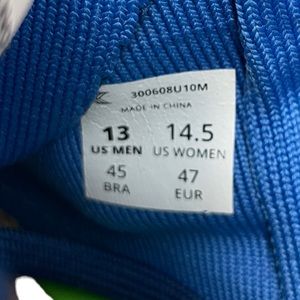 300608U10M
MADE IN CHINA
13 14.5
US MEN US WOMEN
45 47
BRA EUR